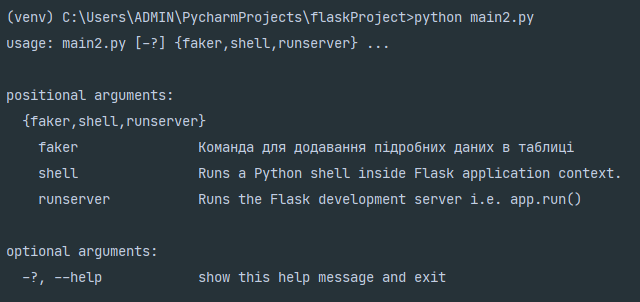 (venv) C:\Users\ADMIN\PycharmProjects\flaskProject>python main2.py
usage: main2.py [-?] {faker,shell,runserver} ...
positional arguments:
{faker,shell,runserver}
faker Команда для додавання підробних даних в таблиці
shell Runs a Python shell inside Flask application context.
runserver Runs the Flask development server i.e. app.run()
optional arguments:
-?, --help show this help message and exit